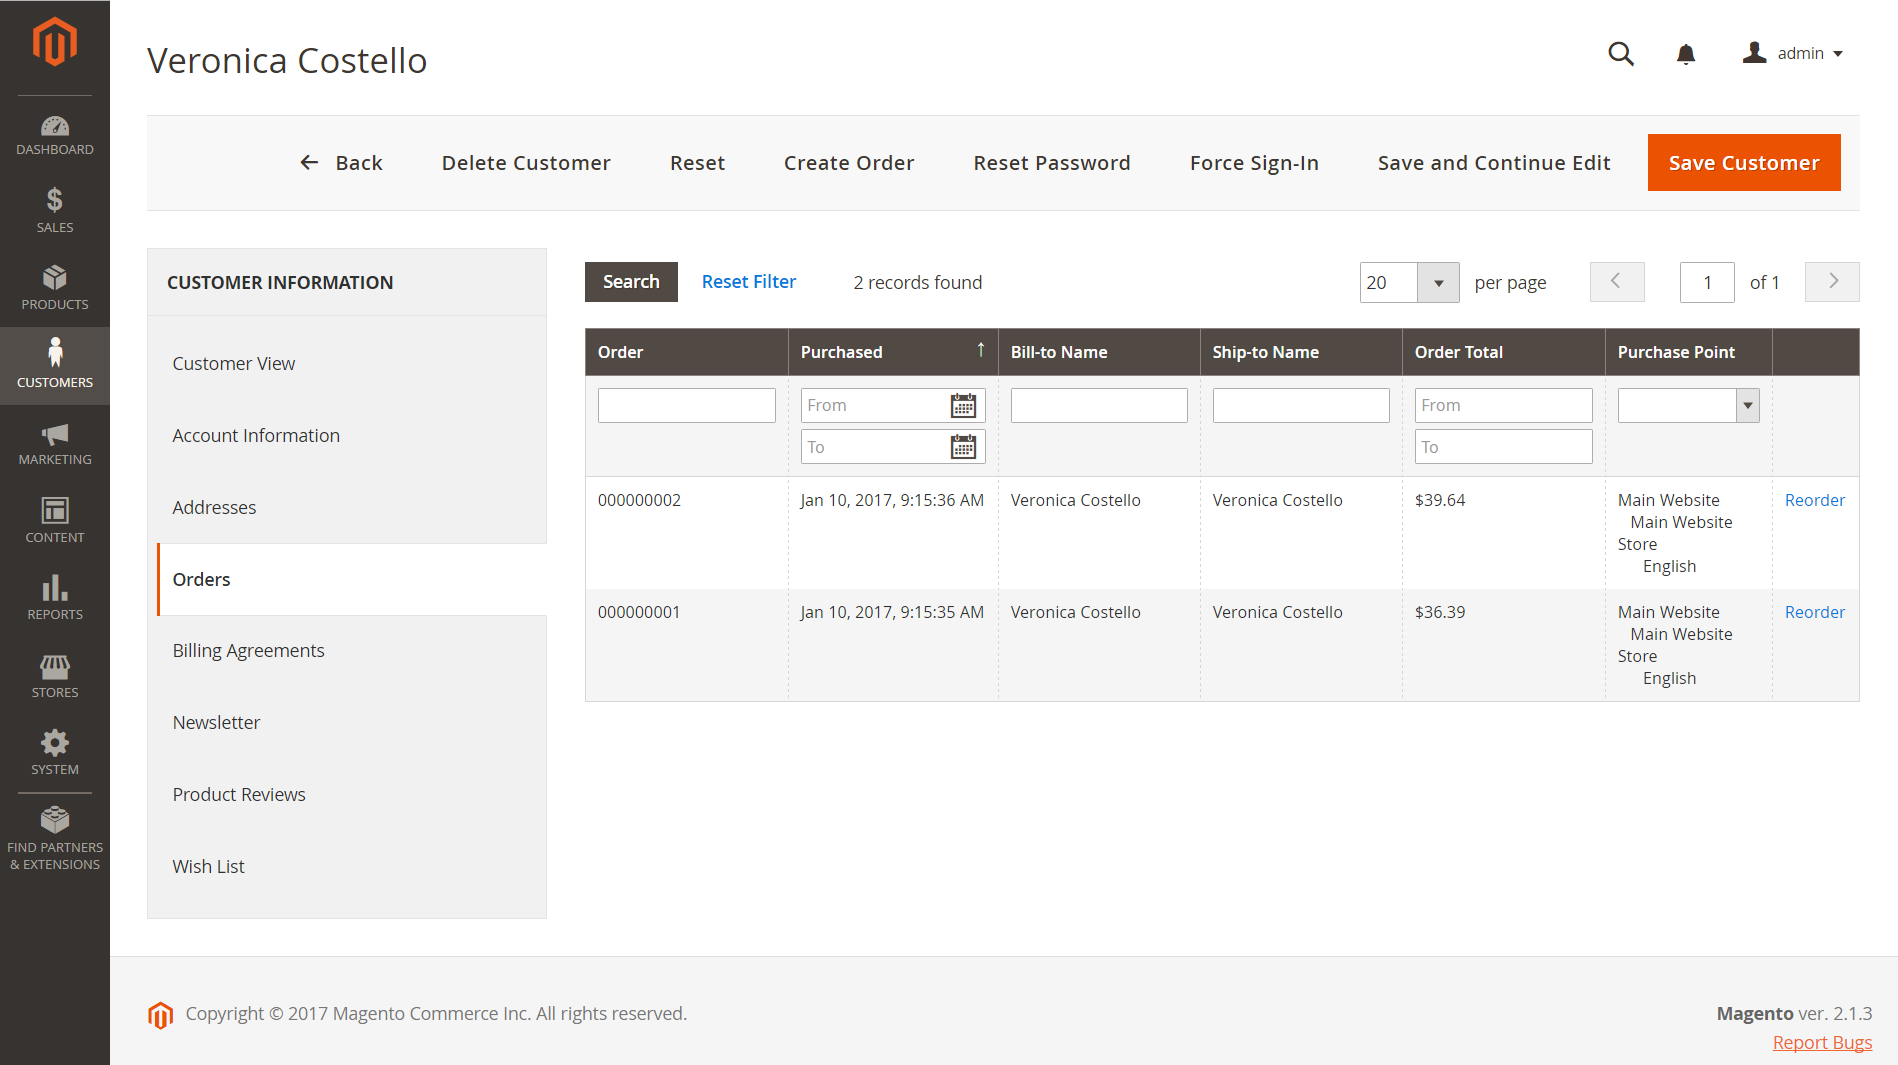 Veronica Costello
admin
DASHBOARD
SALES
PRODUCTS
CUSTOMERS
MARKETING
CONTENT
REPORTS
STORES
SYSTEM
FIND PARTNERS
& EXTENSIONS
Back Delete Customer Reset Create Order Reset Password Force Sign-In Save and Continue Edit Save Customer
CUSTOMER INFORMATION
Customer View
Account Information
Addresses
Orders
Billing Agreements
Newsletter
Product Reviews
Wish List
Search Reset Filter 2 records found 20 per page 1 of 1
Order Purchased ↑ Bill-to Name Ship-to Name Order Total Purchase Point
From From
To To
000000002 Jan 10, 2017, 9:15:36 AM Veronica Costello Veronica Costello $39.64 Main Website Reorder
Main Website
Store
English
000000001 Jan 10, 2017, 9:15:35 AM Veronica Costello Veronica Costello $36.39 Main Website Reorder
Main Website
Store
English
Copyright © 2017 Magento Commerce Inc. All rights reserved.
Magento ver. 2.1.3
Report Bugs